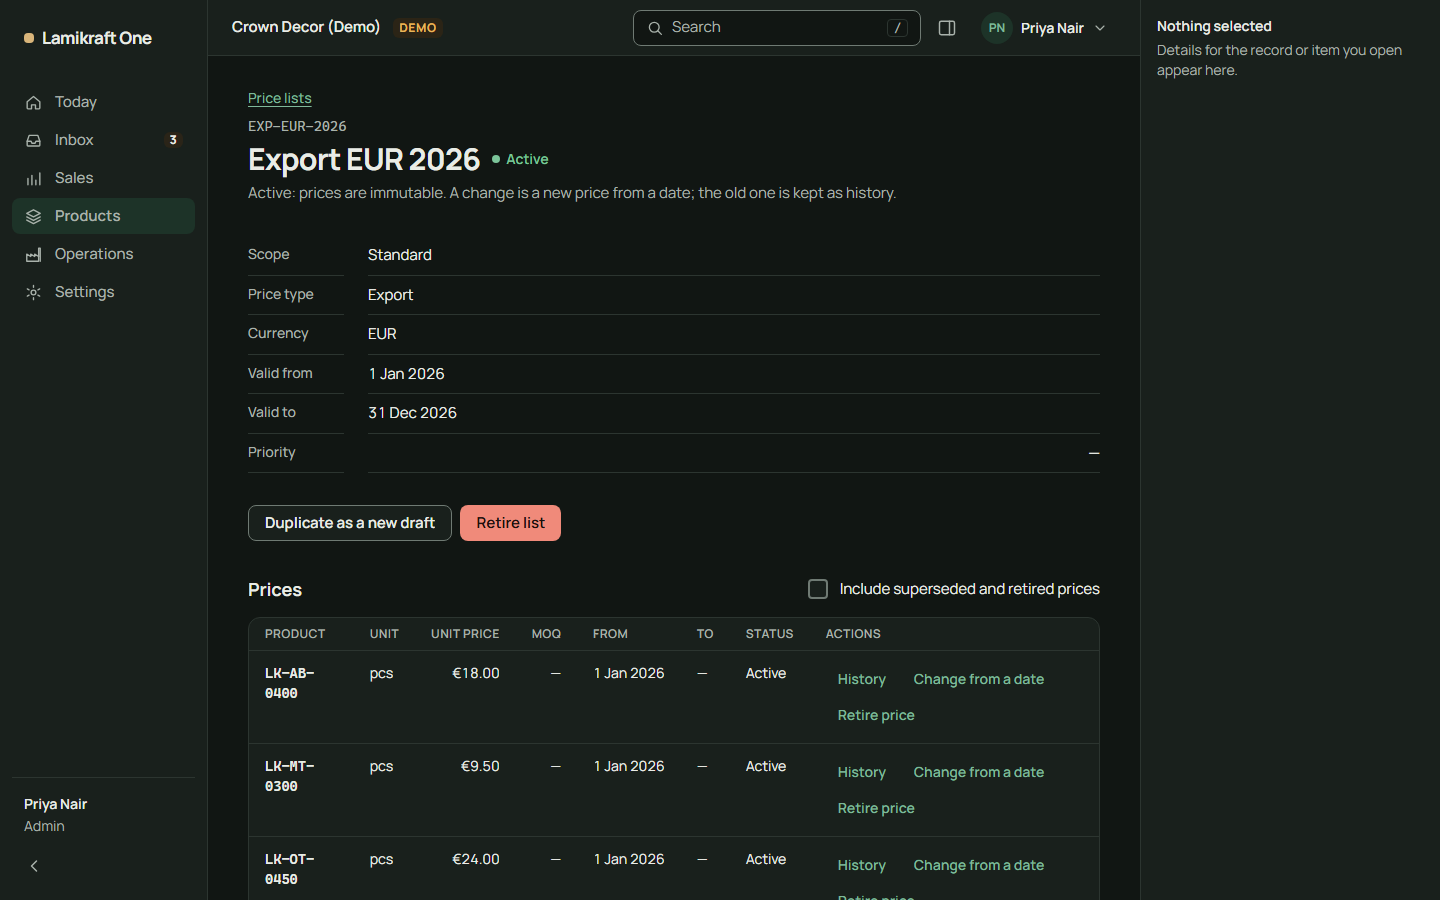 Lamikraft One
Today
Inbox 3
Sales
Products
Operations
Settings
Priya Nair
Admin
Crown Decor (Demo) DEMO
Search /
PN Priya Nair
Price lists
EXP-EUR-2026
Export EUR 2026 Active
Active: prices are immutable. A change is a new price from a date; the old one is kept as history.
Scope Standard
Price type Export
Currency EUR
Valid from 1 Jan 2026
Valid to 31 Dec 2026
Priority —
Duplicate as a new draft Retire list
Prices Include superseded and retired prices
PRODUCT UNIT UNIT PRICE MOQ FROM TO STATUS ACTIONS
LK-AB-0400 pcs €18.00 — 1 Jan 2026 — Active History Change from a date
Retire price
LK-MT-0300 pcs €9.50 — 1 Jan 2026 — Active History Change from a date
Retire price
LK-OT-0450 pcs €24.00 — 1 Jan 2026 — Active History Change from a date
Retire price
Nothing selected
Details for the record or item you open
appear here.